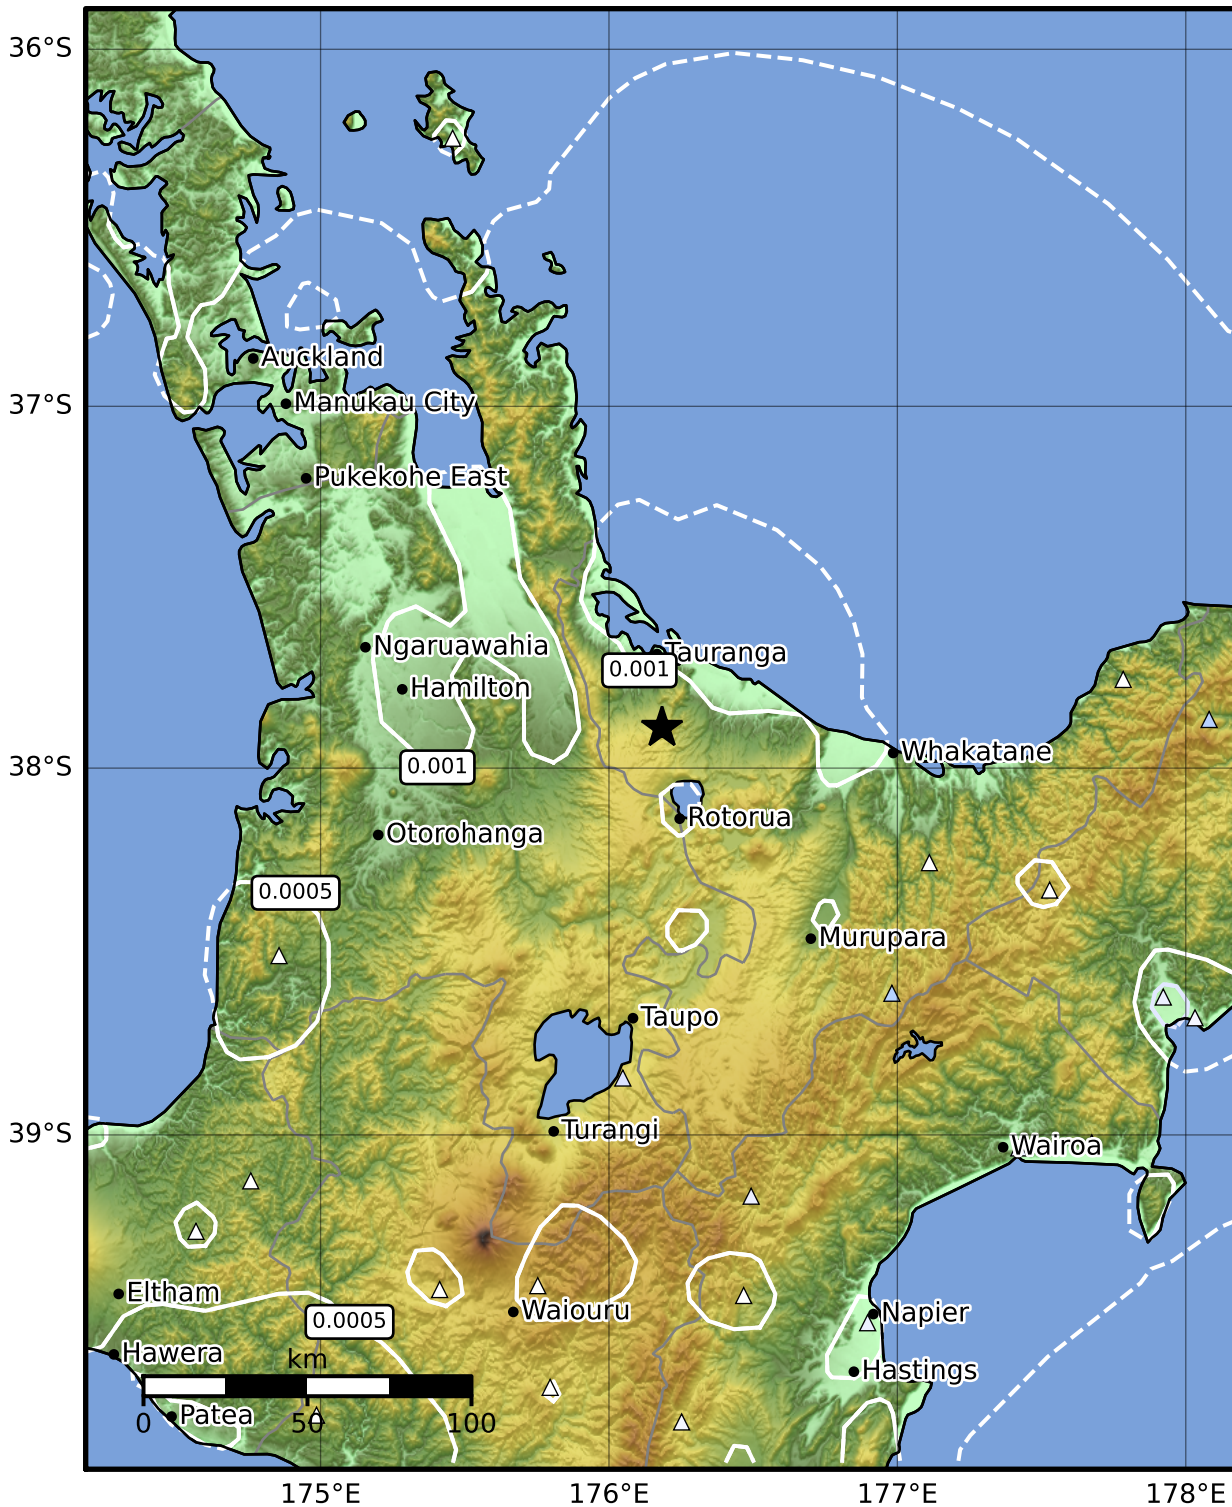 36°S
Auckland
37°S
Manukau City
Pukekohe East
Ngaruawahia
Tauranga
0.001
Hamilton
Whakatane
38°S
0.001
Rotorua
Otorohanga
0.0005
Murupara
Taupo
39°S
Turangi
Wairoa
Eltham
Waiouru
Napier
0.0005
Hawera
km
Hastings
Patea
0
50
100
175°E
176°E
177°E
178°E